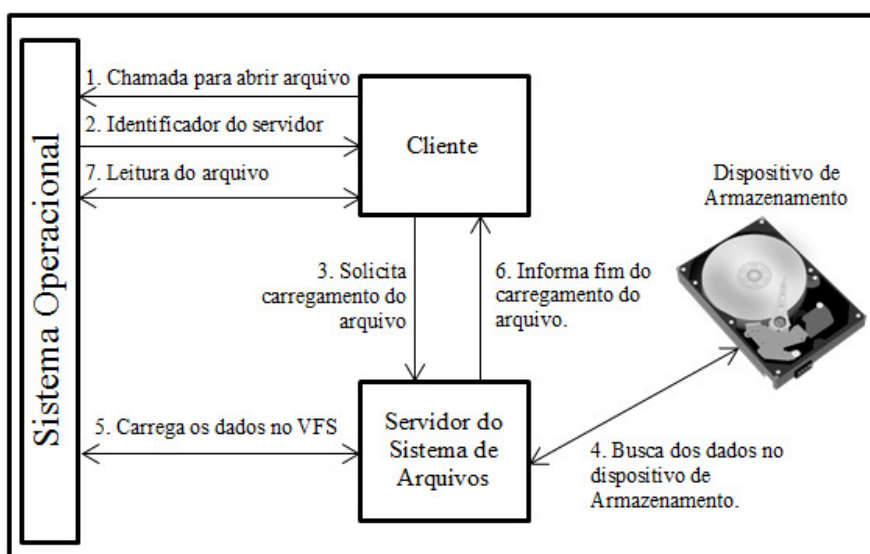 Sistema Operacional
1. Chamada para abrir arquivo
2. Identificador do servidor
7. Leitura do arquivo
Cliente
Dispositivo de
Armazenamento
3. Solicita
carregamento do
arquivo
6. Informa fim do
carregamento do
arquivo.
5. Carrega os dados no VFS
Servidor do
Sistema de
Arquivos
4. Busca dos dados no
dispositivo de
Armazenamento.